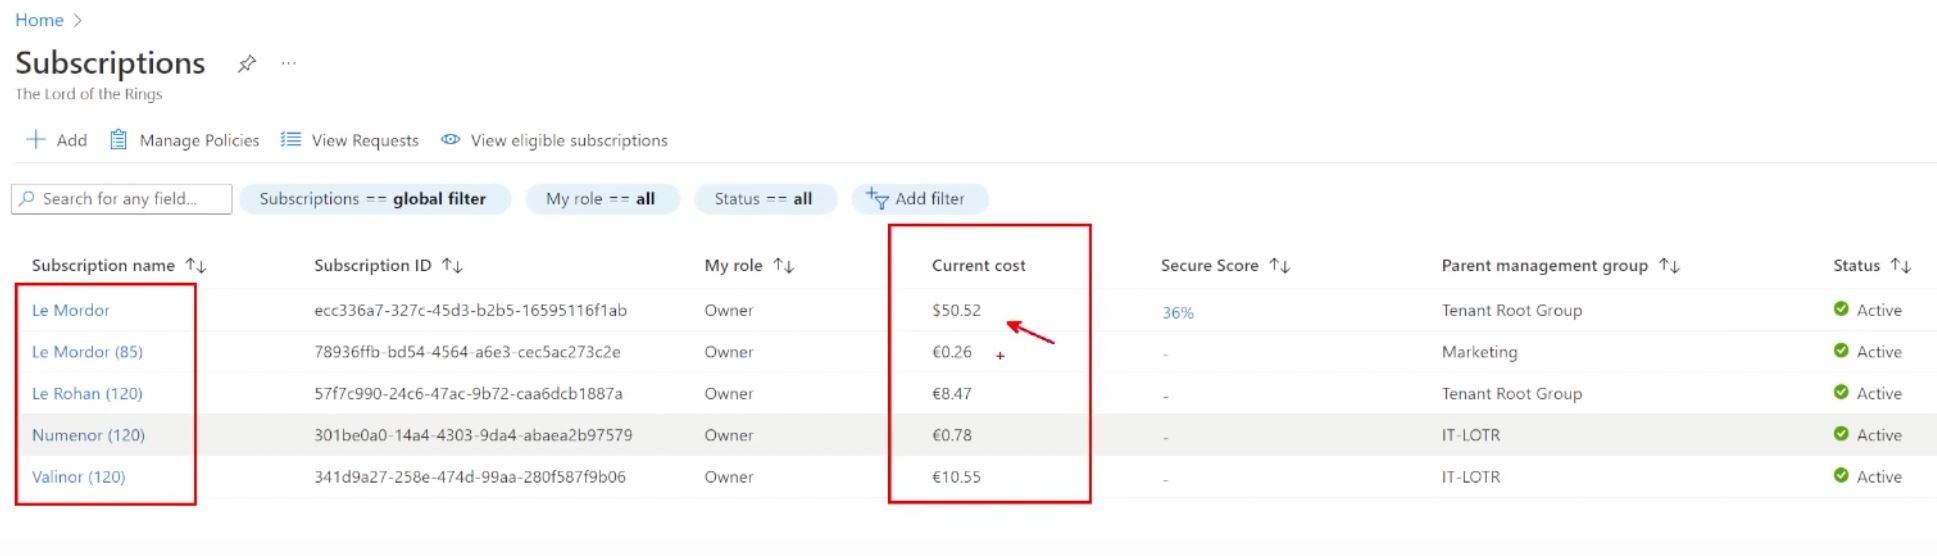 Home >
Subscriptions ...
The Lord of the Rings
+ Add Manage Policies View Requests View eligible subscriptions
Search for any field... Subscriptions == global filter My role == all Status == all Add filter
Subscription name ↑↓ Subscription ID ↑↓ My role ↑↓ Current cost Secure Score ↑↓ Parent management group ↑↓ Status ↑↓
Le Mordor ecc336a7-327c-45d3-b2b5-16595116f1ab Owner $50.52 36% Tenant Root Group Active
Le Mordor (85) 78936ffb-bd54-4564-a6e3-cec5ac273c2e Owner €0.26 - Marketing Active
Le Rohan (120) 57f7c990-24c6-47ac-9b72-caa6dcb1887a Owner €8.47 - Tenant Root Group Active
Numenor (120) 301be0a0-14a4-4303-9da4-abaea2b97579 Owner €0.78 - IT-LOTR Active
Valinor (120) 341d9a27-258e-474d-99aa-280f587f9b06 Owner €10.55 - IT-LOTR Active